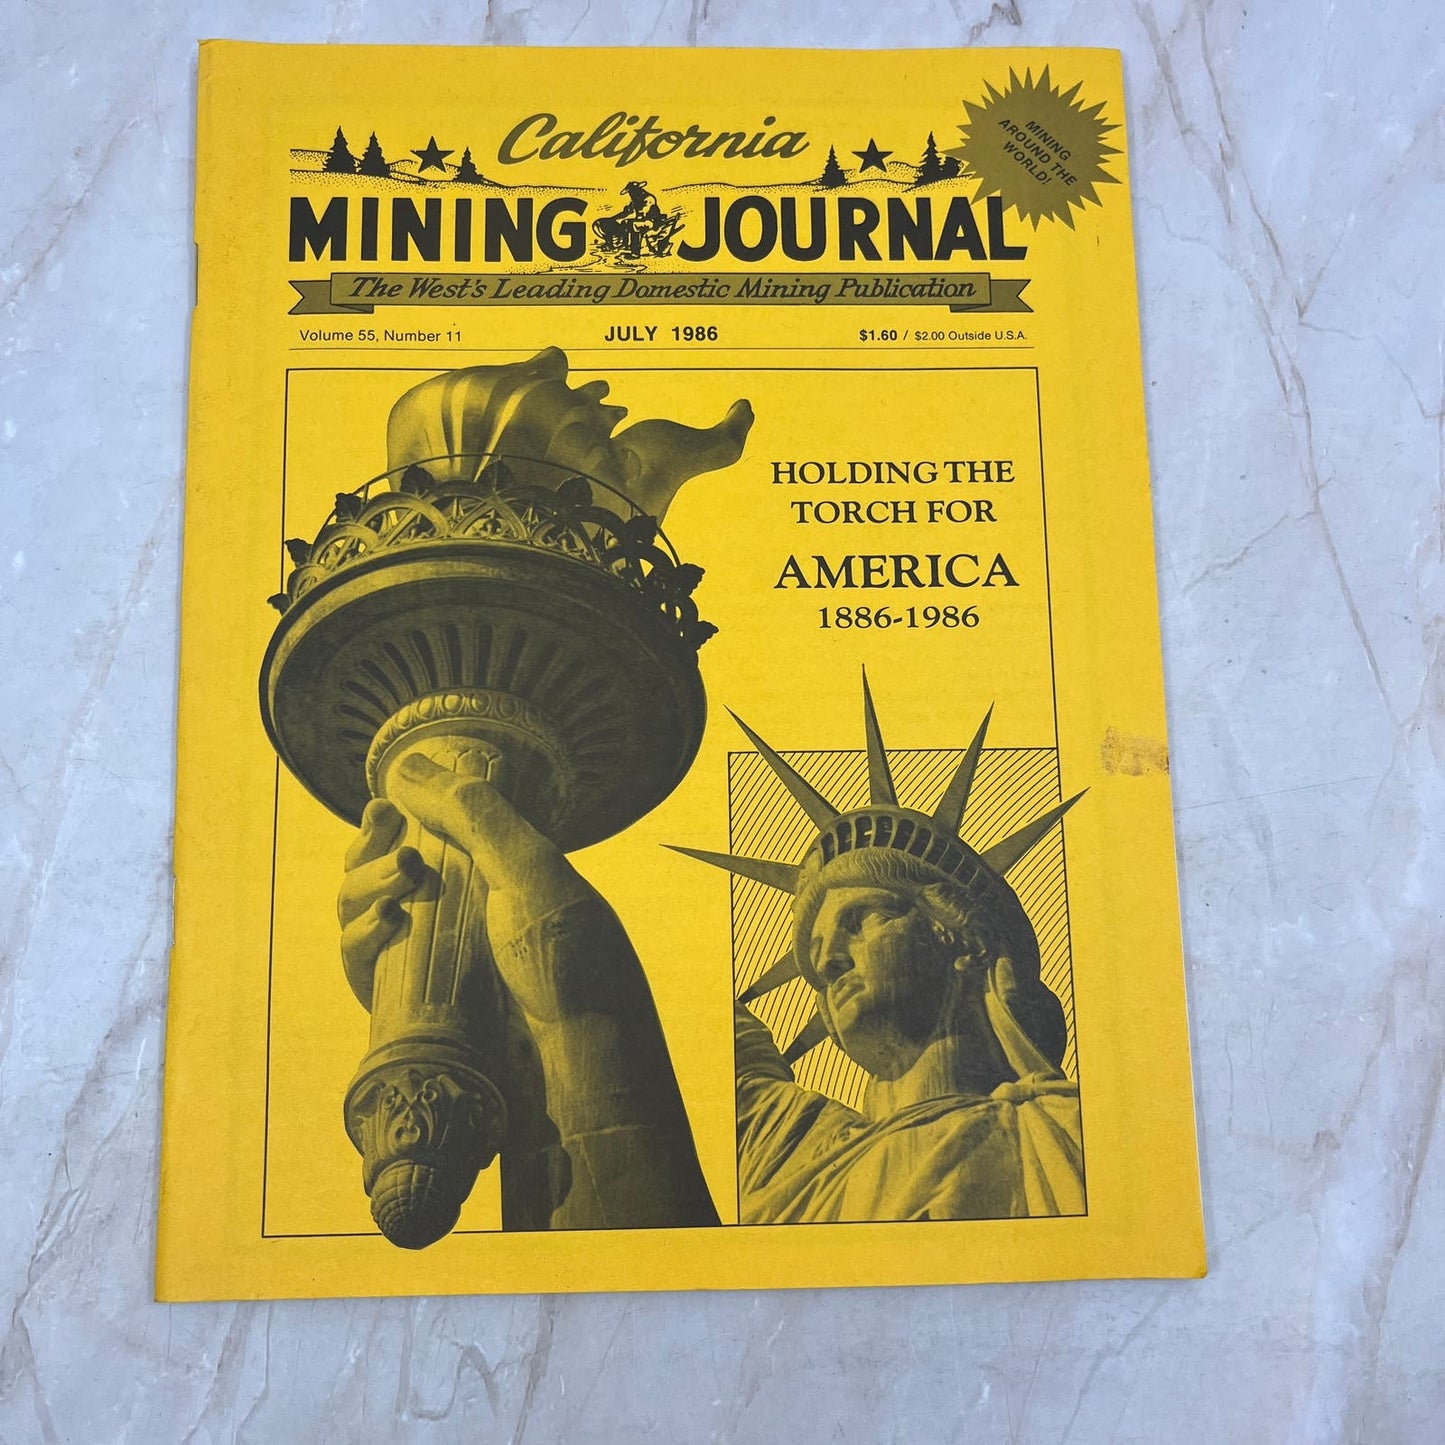 California
MINING JOURNAL
MINING
AROUND THE
WORLD!
The West's Leading Domestic Mining Publication
Volume 55, Number 11 JULY 1986 $1.60 / $2.00 Outside U.S.A.
HOLDING THE
TORCH FOR
AMERICA
1886-1986